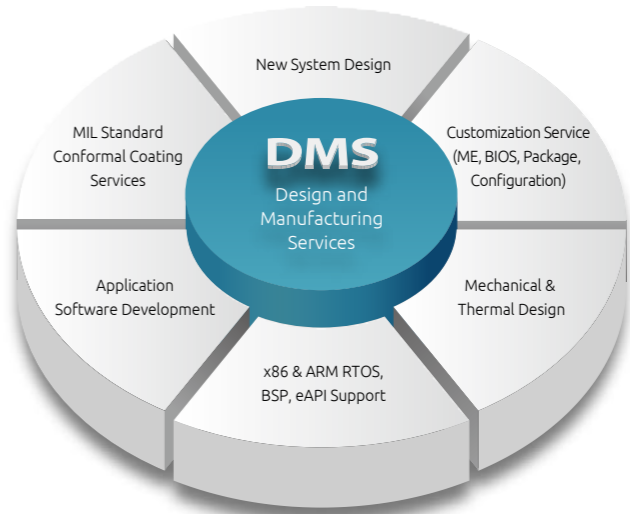 New System Design
MIL Standard
Conformal Coating
Services
Customization Service
(ME, BIOS, Package,
Configuration)
DMS
Design and
Manufacturing
Services
Application
Software Development
Mechanical &
Thermal Design
x86 & ARM RTOS,
BSP, eAPI Support